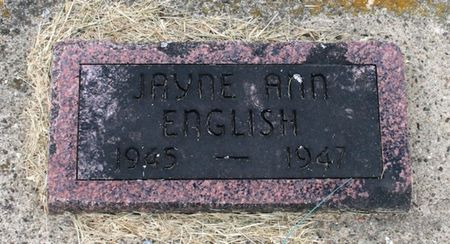 JAYNE ANN
ENGLISH
1945 — 1947